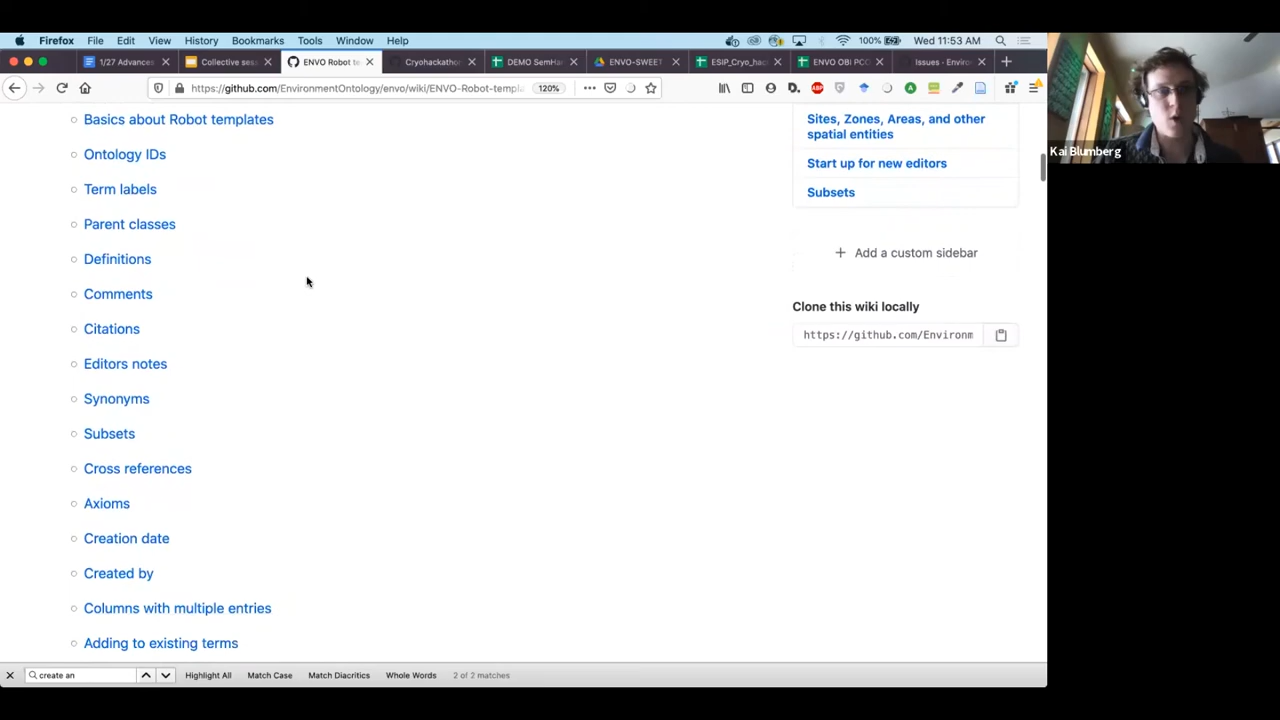 Firefox File Edit View History Bookmarks Tools Window Help 100% Wed 11:53 AM
1/27 Advances Collective ses ENVO Robot te Cryohackathon DEMO SemHar ENVO-SWEET ESIP_Cryo_hac ENVO OBI PCO Issues · Environ
https://github.com/EnvironmentOntology/envo/wiki/ENVO-Robot-templa 120%
Basics about Robot templates
Ontology IDs
Term labels
Parent classes
Definitions
Comments
Citations
Editors notes
Synonyms
Subsets
Cross references
Axioms
Creation date
Created by
Columns with multiple entries
Adding to existing terms
Sites, Zones, Areas, and other
spatial entities
Start up for new editors
Subsets
+ Add a custom sidebar
Clone this wiki locally
https://github.com/Environm
Kai Blumberg
create an Highlight All Match Case Match Diacritics Whole Words 2 of 2 matches